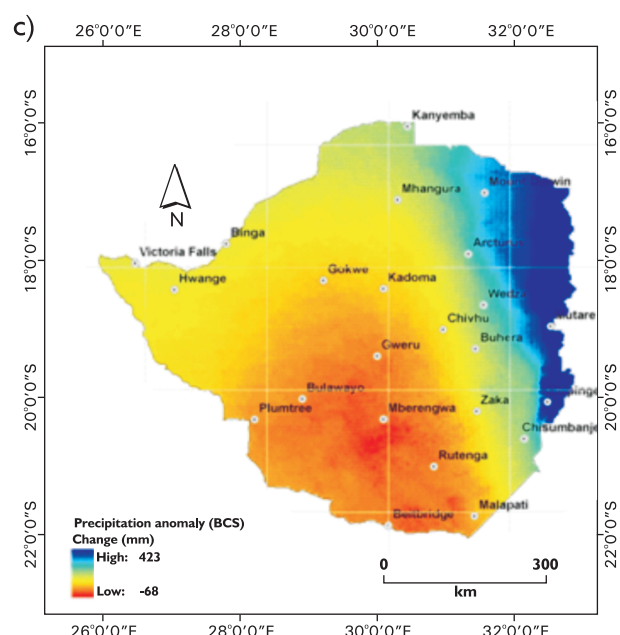 c)
26°0'0"E 28°0'0"E 30°0'0"E 32°0'0"E
16°0'0"S
16°0'0"S
Kanyemba
Mhangura
N
Binga
Victoria Falls
Hwange
18°0'0"S
18°0'0"S
Gokwe
Kadoma
Chivhu
Buhera
Gweru
Bulawayo
Plumtree
Mberengwa
Zaka
20°0'0"S
20°0'0"S
Chisumbanje
Rutenga
Malapati
Beitbridge
22°0'0"S
22°0'0"S
Precipitation anomaly (BCS)
Change (mm)
High: 423
Low: -68
0 300
km
26°0'0"E 28°0'0"E 30°0'0"E 32°0'0"E